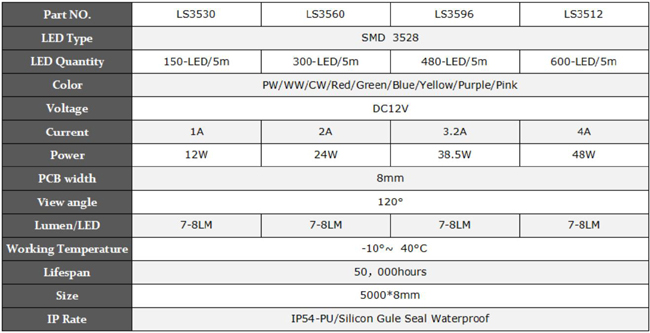 Part NO. LS3530 LS3560 LS3596 LS3512
LED Type SMD 3528
LED Quantity 150-LED/5m 300-LED/5m 480-LED/5m 600-LED/5m
Color PW/WW/CW/Red/Green/Blue/Yellow/Purple/Pink
Voltage DC12V
Current 1A 2A 3.2A 4A
Power 12W 24W 38.5W 48W
PCB width 8mm
View angle 120°
Lumen/LED 7-8LM 7-8LM 7-8LM 7-8LM
Working Temperature -10°~ 40°C
Lifespan 50，000hours
Size 5000*8mm
IP Rate IP54-PU/Silicon Gule Seal Waterproof